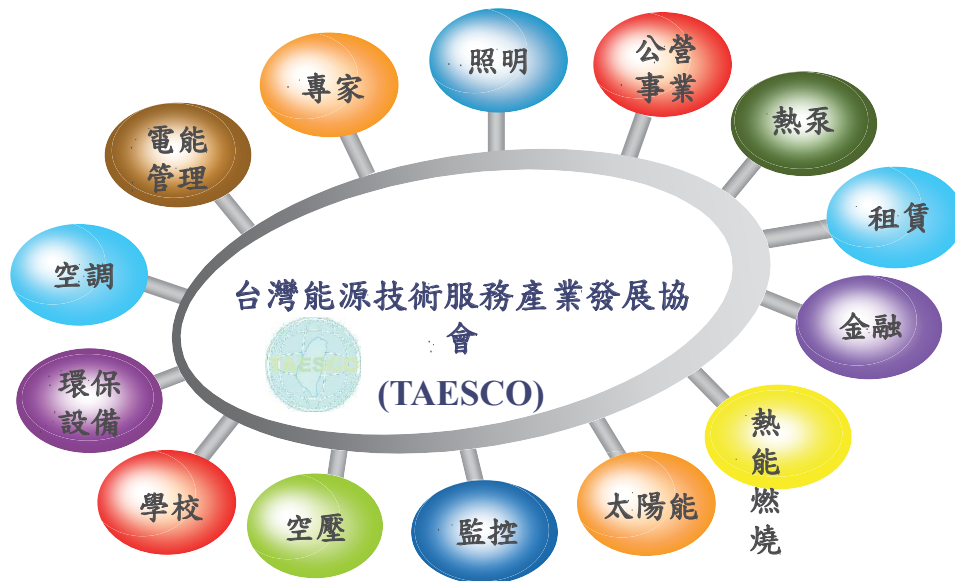 照明
公營
事業
專家
熱泵
電能
管理
租賃
空調
台灣能源技術服務產業發展協
會
金融
TAESCO
(TAESCO)
環保
設備
熱
能
燃
燒
學校
空壓
監控
太陽能